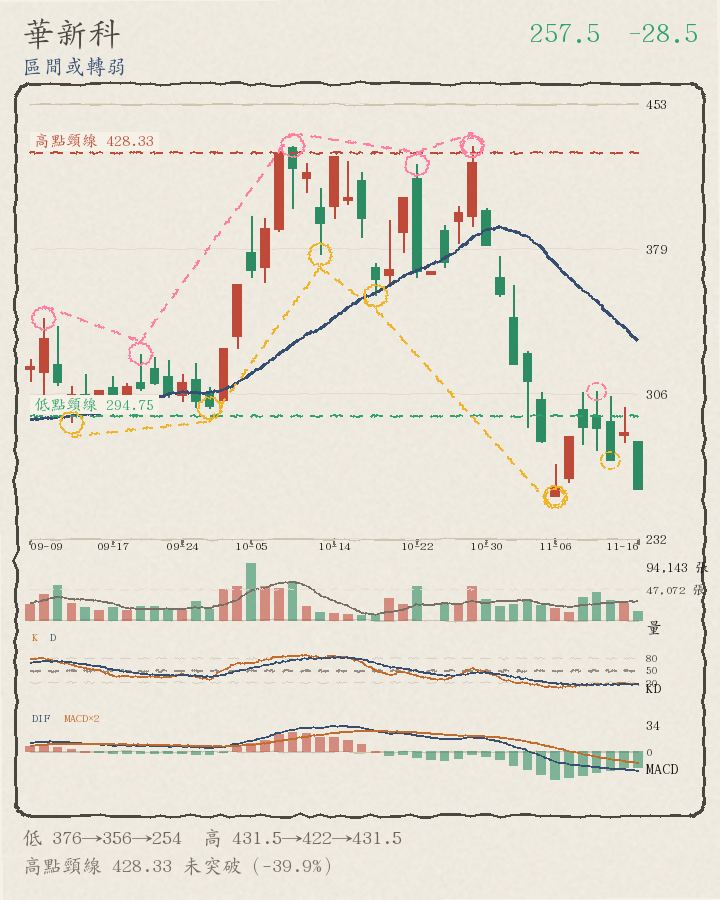 華新科
257.5 -28.5
區間或轉弱
453
高點頸線 428.33
379
306
低點頸線 294.75
232
09-09 09-17 09-24 10-05 10-14 10-22 10-30 11-06 11-16
94,143 張
47,072 張
量
K D
80
50
20
KD
DIF MACD×2
34
0
MACD
低 376→356→254 高 431.5→422→431.5
高點頸線 428.33 未突破 (-39.9%)